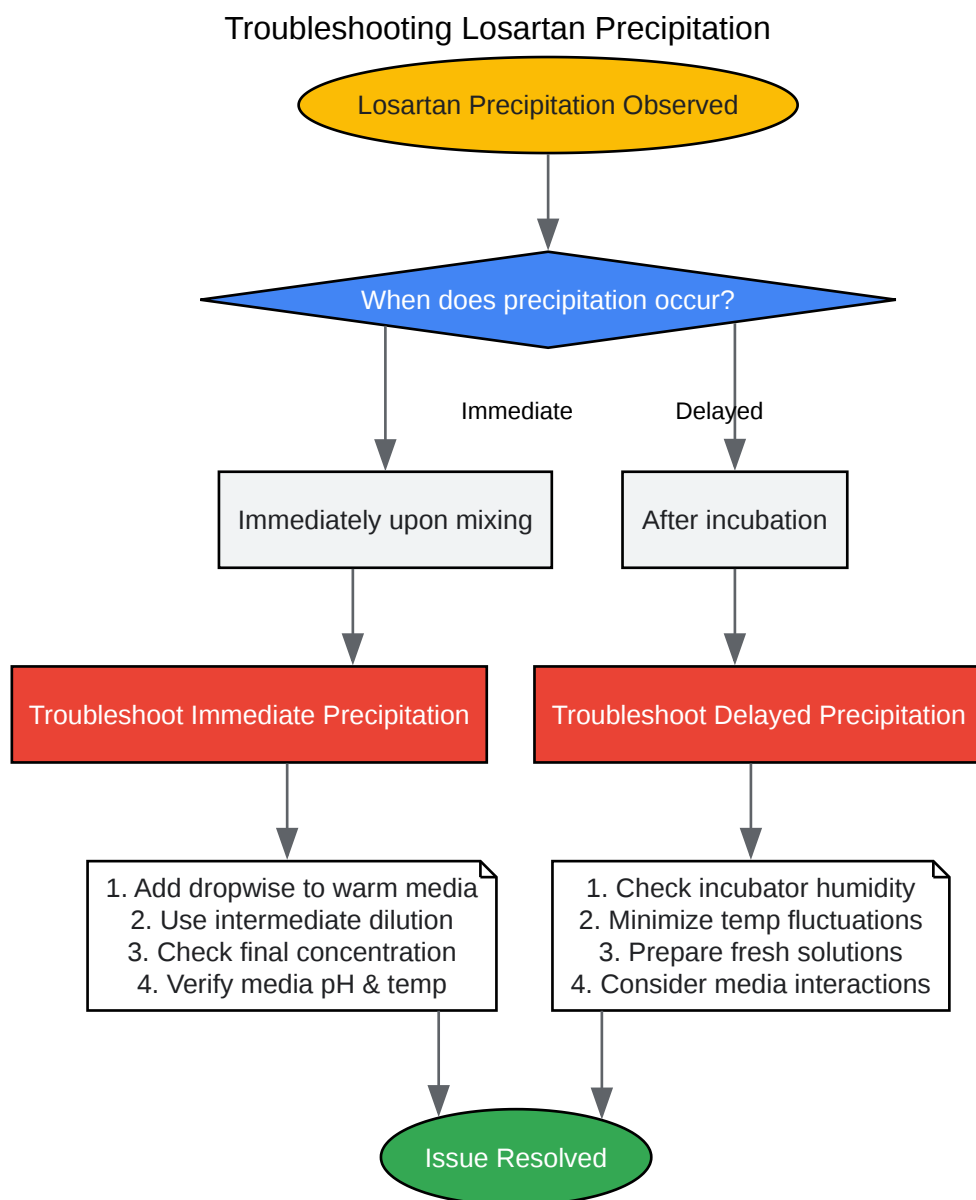 Troubleshooting Losartan Precipitation
Losartan Precipitation Observed
When does precipitation occur?
Immediate
Delayed
Immediately upon mixing
After incubation
Troubleshoot Immediate Precipitation
Troubleshoot Delayed Precipitation
1. Add dropwise to warm media
2. Use intermediate dilution
3. Check final concentration
4. Verify media pH & temp
1. Check incubator humidity
2. Minimize temp fluctuations
3. Prepare fresh solutions
4. Consider media interactions
Issue Resolved